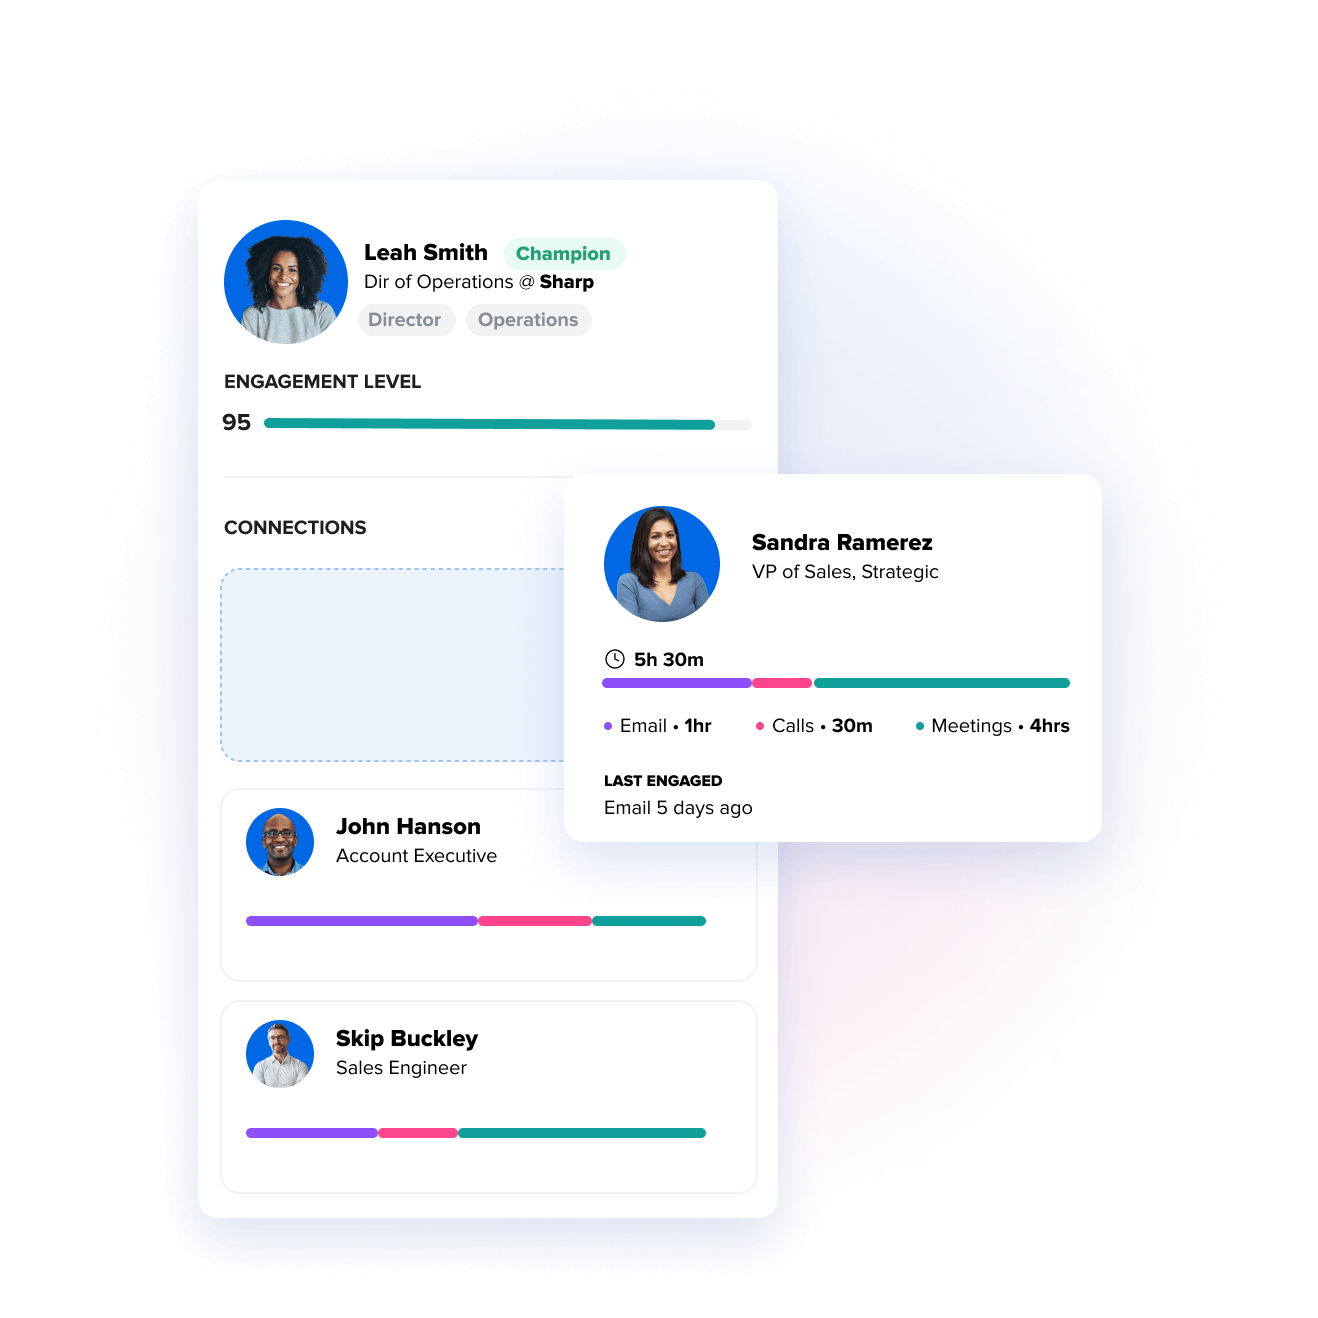 Leah Smith Champion
Dir of Operations @ Sharp
Director Operations
ENGAGEMENT LEVEL
95
CONNECTIONS
Sandra Ramerez
VP of Sales, Strategic
5h 30m
Email • 1hr Calls • 30m Meetings • 4hrs
LAST ENGAGED
Email 5 days ago
John Hanson
Account Executive
Skip Buckley
Sales Engineer